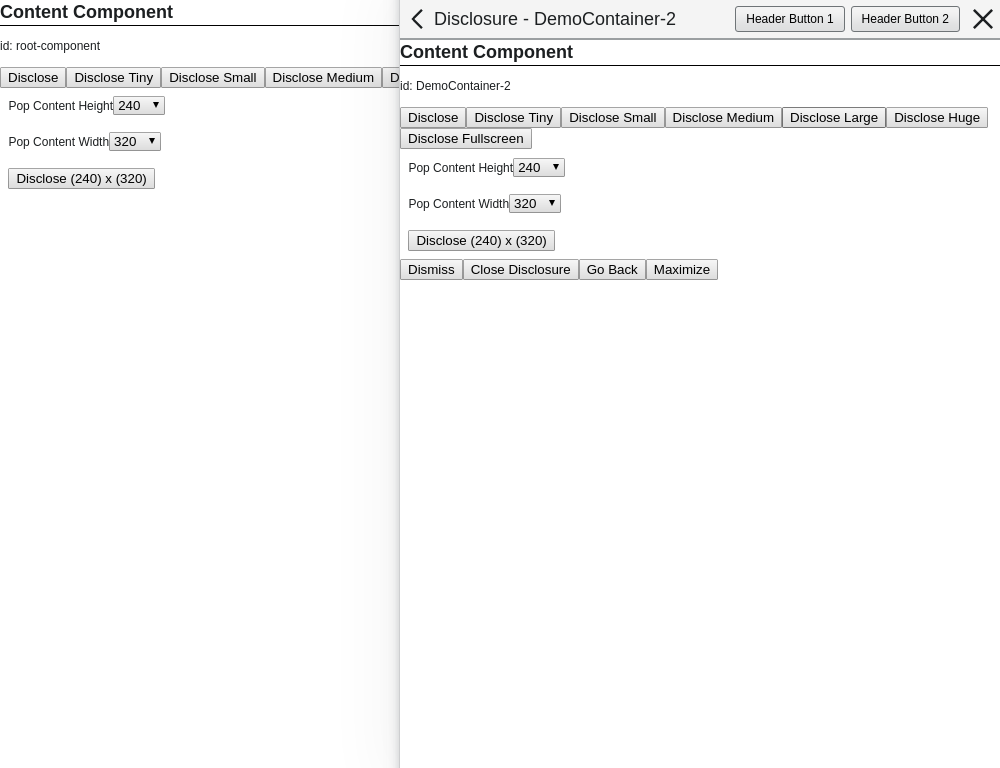 Content Component
id: root-component
Disclose Disclose Tiny Disclose Small Disclose Medium D
Pop Content Height 240
Pop Content Width 320
Disclose (240) x (320)
Disclosure - DemoContainer-2 Header Button 1 Header Button 2
Content Component
id: DemoContainer-2
Disclose Disclose Tiny Disclose Small Disclose Medium Disclose Large Disclose Huge
Disclose Fullscreen
Pop Content Height 240
Pop Content Width 320
Disclose (240) x (320)
Dismiss Close Disclosure Go Back Maximize